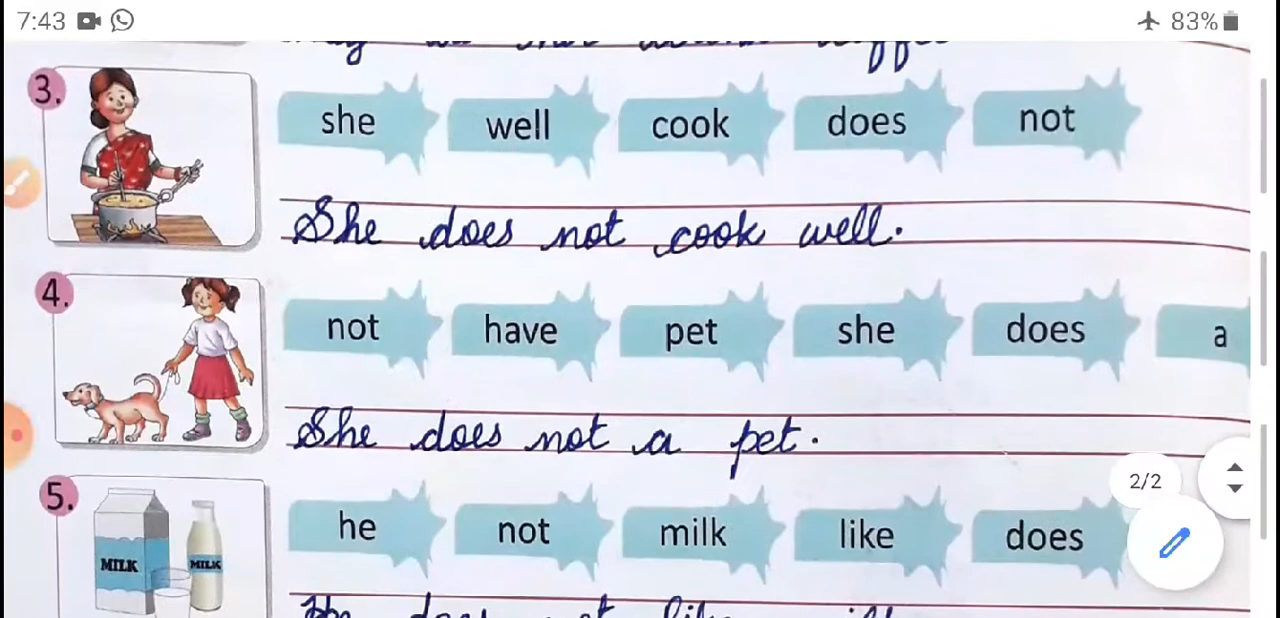 7:43 83%
3.
she well cook does not
She does not cook well.
4.
not have pet she does a
She does not a pet.
2/2
5.
he not milk like does
MILK MILK